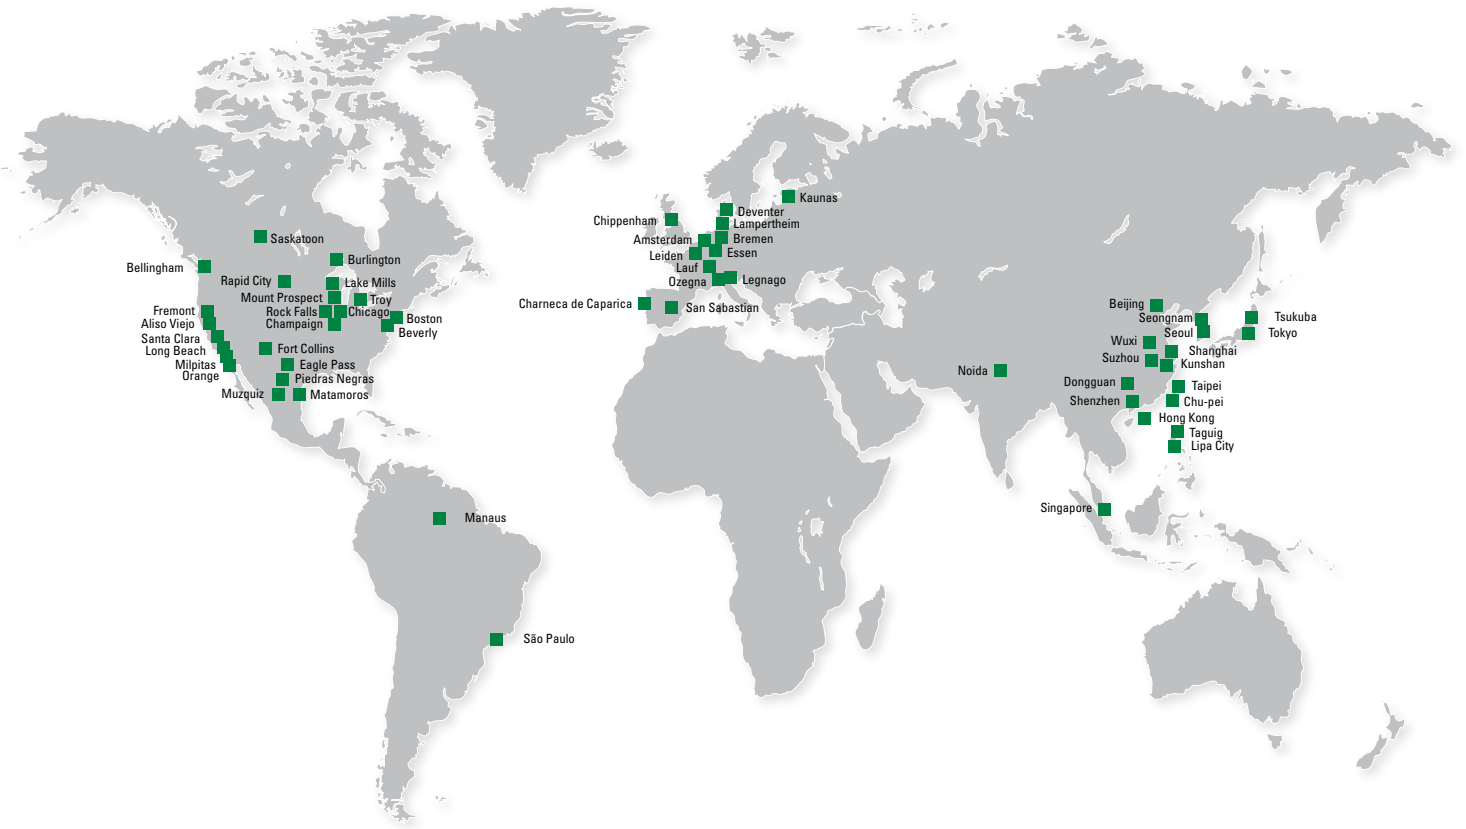 Saskatoon
Burlington
Bellingham
Rapid City
Lake Mills
Mount Prospect
Troy
Fremont
Rock Falls
Chicago
Aliso Viejo
Champaign
Boston
Beverly
Santa Clara
Long Beach
Fort Collins
Milpitas
Eagle Pass
Orange
Piedras Negras
Muzquiz
Matamoros
Manaus
São Paulo
Kaunas
Deventer
Chippenham
Lampertheim
Amsterdam
Bremen
Leiden
Essen
Lauf
Ozegna
Legnago
Charneca de Caparica
San Sabastian
Beijing
Seongnam
Tsukuba
Seoul
Tokyo
Wuxi
Shanghai
Suzhou
Kunshan
Noida
Dongguan
Taipei
Shenzhen
Chu-pei
Hong Kong
Taguig
Lipa City
Singapore